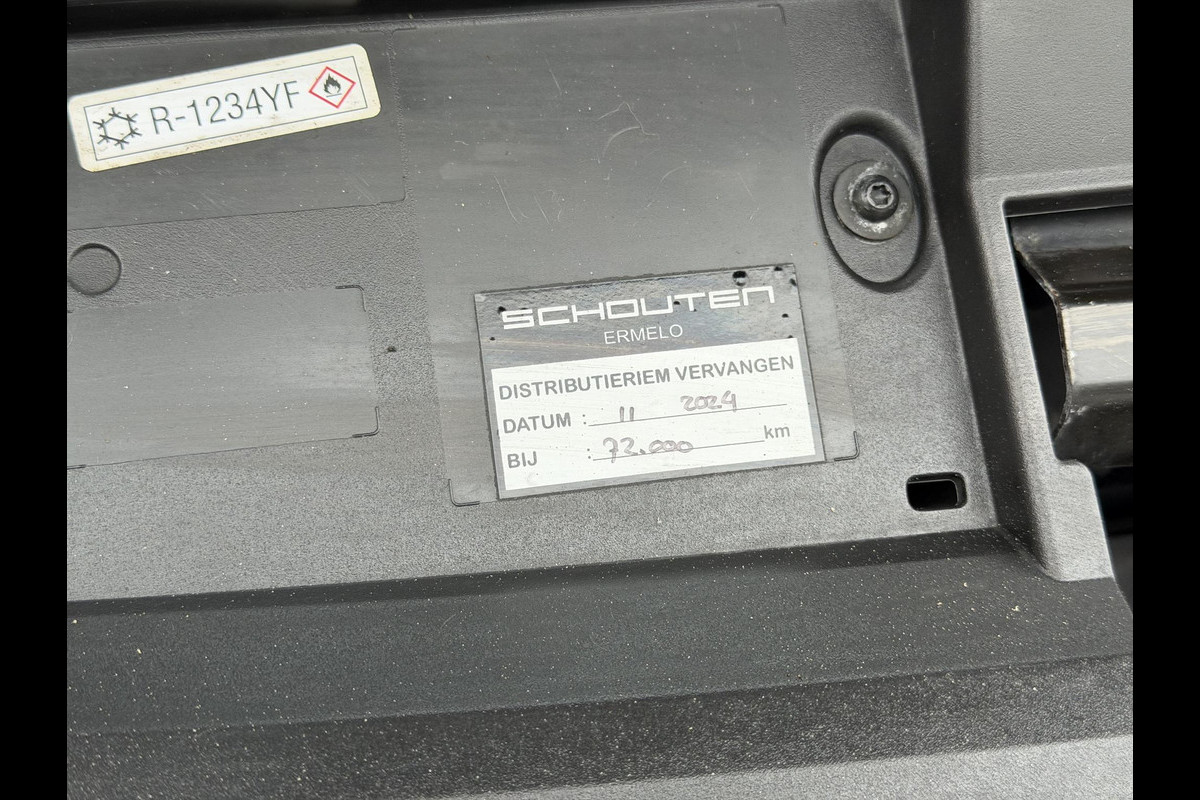 R-1234YF
SCHOUTEN
ERMELO
DISTRIBUTIERIEM VERVANGEN
DATUM : 11 2024
BIJ : 72.000 km